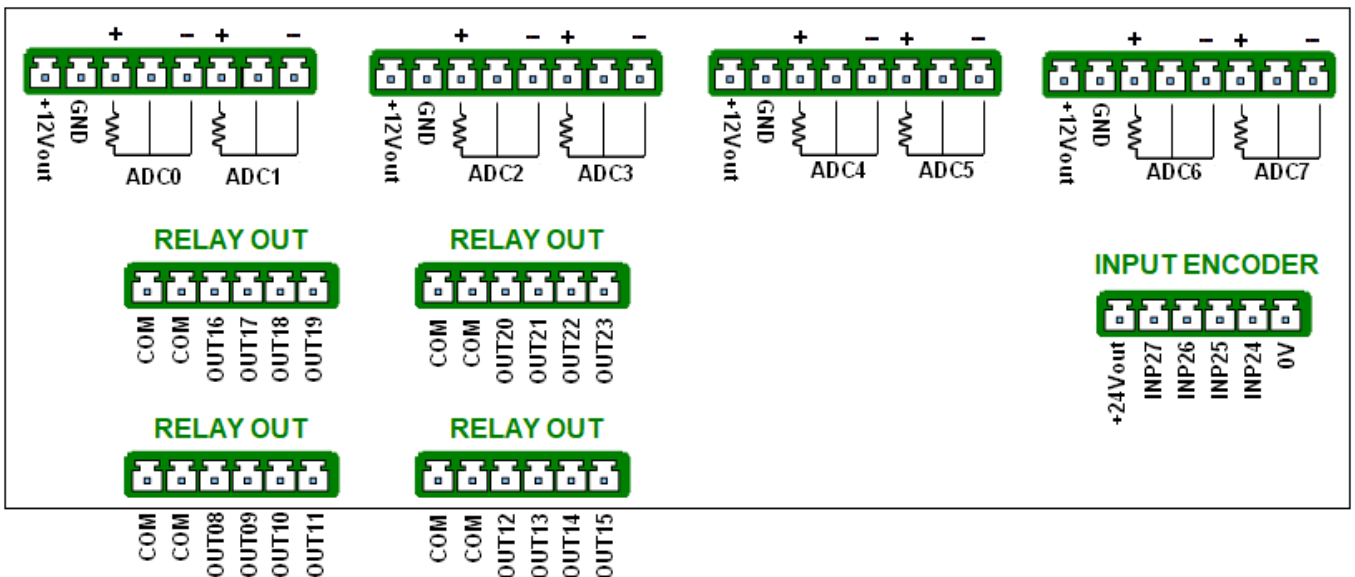 + − + −
+ − + −
+ − + −
+ − + −
+12Vout GND ADC0 ADC1
+12Vout GND ADC2 ADC3
+12Vout GND ADC4 ADC5
+12Vout GND ADC6 ADC7
RELAY OUT
COM COM OUT16 OUT17 OUT18 OUT19
RELAY OUT
COM COM OUT20 OUT21 OUT22 OUT23
INPUT ENCODER
+24Vout INP27 INP26 INP25 INP24 0V
RELAY OUT
COM COM OUT08 OUT09 OUT10 OUT11
RELAY OUT
COM COM OUT12 OUT13 OUT14 OUT15